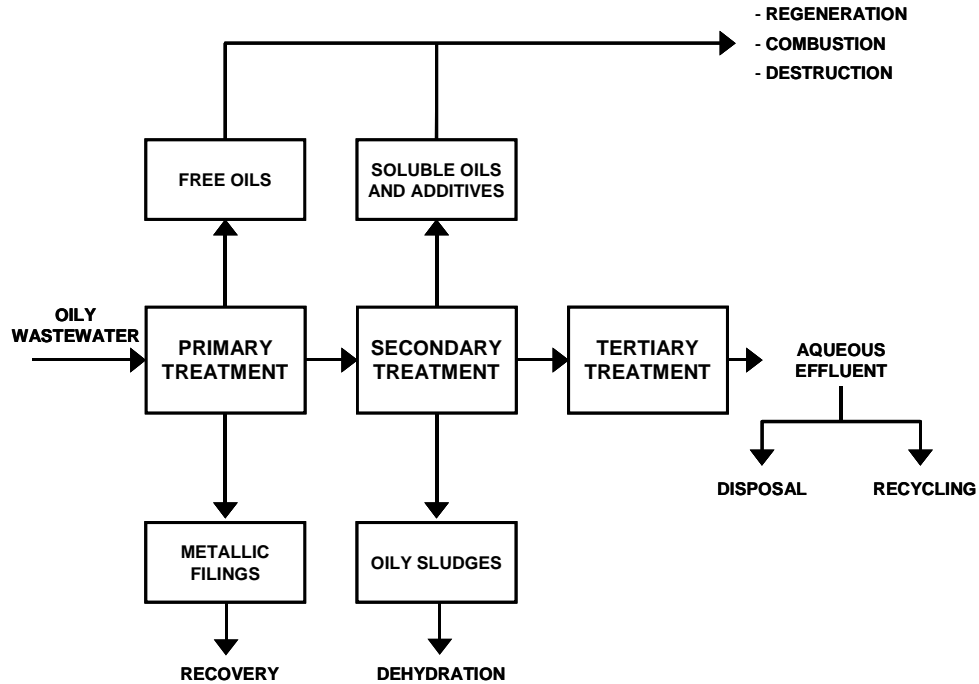 - REGENERATION
- COMBUSTION
- DESTRUCTION
FREE OILS
SOLUBLE OILS
AND ADDITIVES
OILY
WASTEWATER
PRIMARY
TREATMENT
SECONDARY
TREATMENT
TERTIARY
TREATMENT
AQUEOUS
EFFLUENT
DISPOSAL
RECYCLING
METALLIC
FILINGS
OILY SLUDGES
RECOVERY
DEHYDRATION